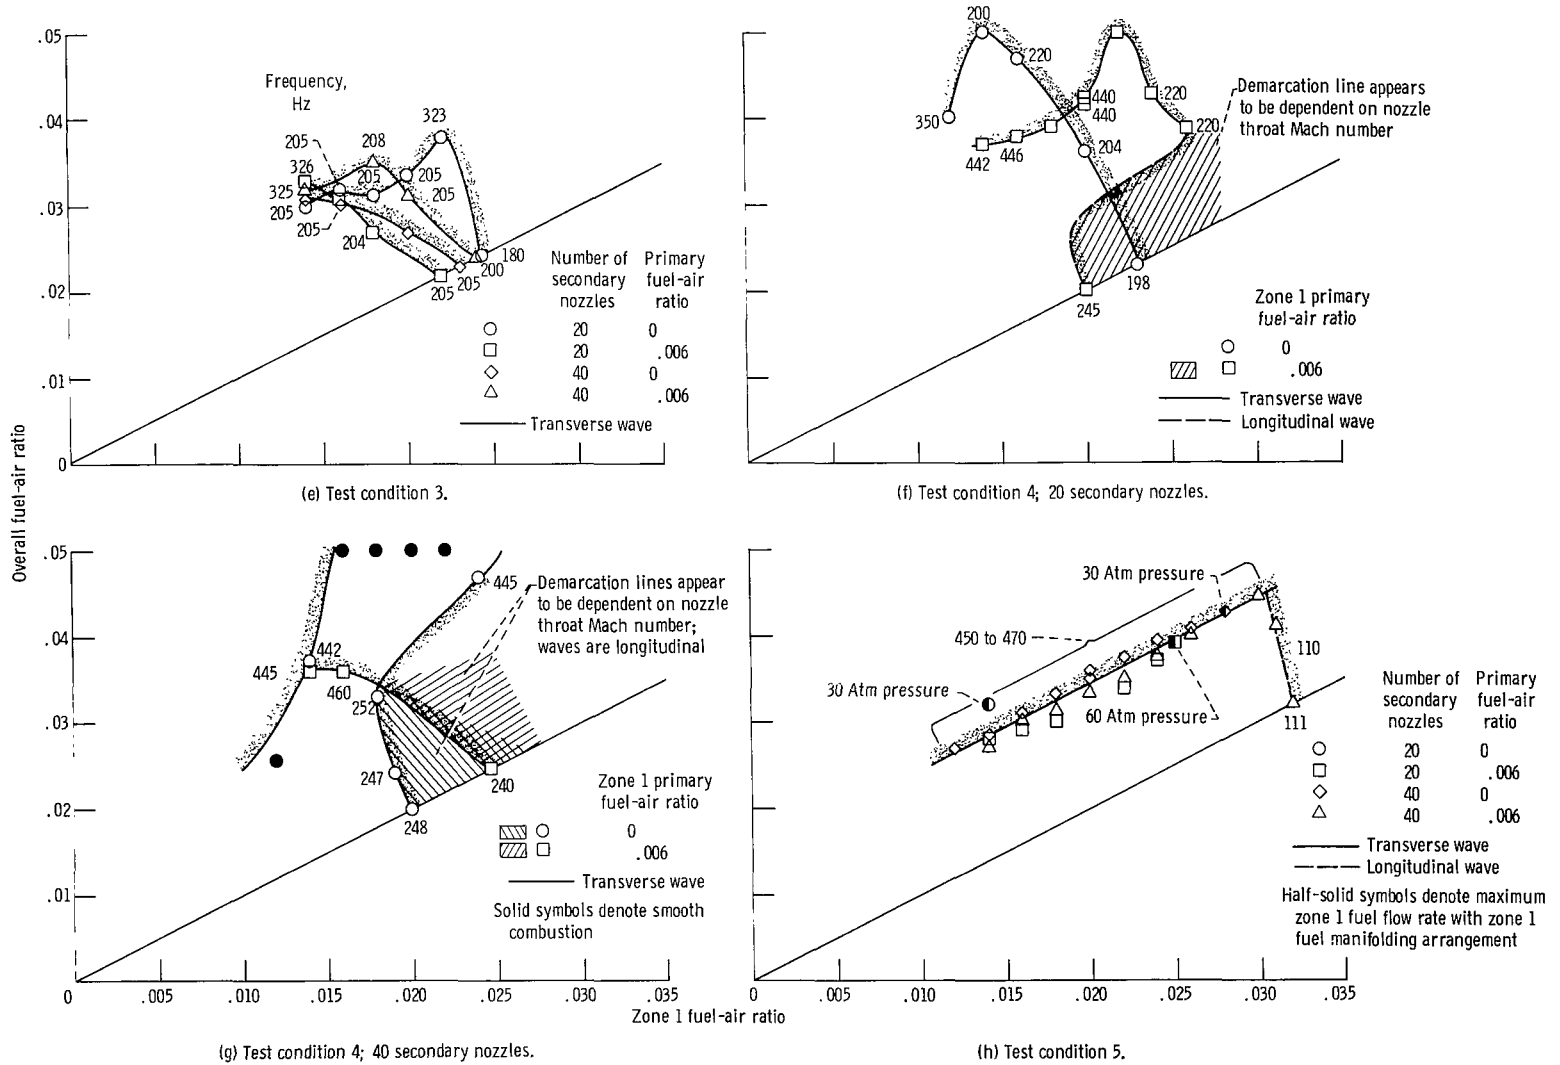 Overall fuel-air ratio
.05
.04
.03
.02
.01
0
Frequency,
Hz
205
326
325
205
205
208
205
204
323
205
205
205
205
200
180
Number of Primary
secondary fuel-air
nozzles ratio
20 0
20 .006
40 0
40 .006
Transverse wave
(e) Test condition 3.
350
200
220
442
446
440
440
204
220
220
245
198
Demarcation line appears
to be dependent on nozzle
throat Mach number
Zone 1 primary
fuel-air ratio
0
.006
Transverse wave
Longitudinal wave
(f) Test condition 4; 20 secondary nozzles.
.05
.04
.03
.02
.01
0 .005 .010 .015 .020 .025 .030 .035
445
442
460
252
247
248
240
445
Demarcation lines appear
to be dependent on nozzle
throat Mach number;
waves are longitudinal
Zone 1 primary
fuel-air ratio
0
.006
Transverse wave
Solid symbols denote smooth
combustion
(g) Test condition 4; 40 secondary nozzles.
30 Atm pressure
450 to 470
30 Atm pressure
60 Atm pressure
110
111
Number of Primary
secondary fuel-air
nozzles ratio
20 0
20 .006
40 0
40 .006
Transverse wave
Longitudinal wave
Half-solid symbols denote maximum
zone 1 fuel flow rate with zone 1
fuel manifolding arrangement
0 .005 .010 .015 .020 .025 .030 .035
Zone 1 fuel-air ratio
(h) Test condition 5.